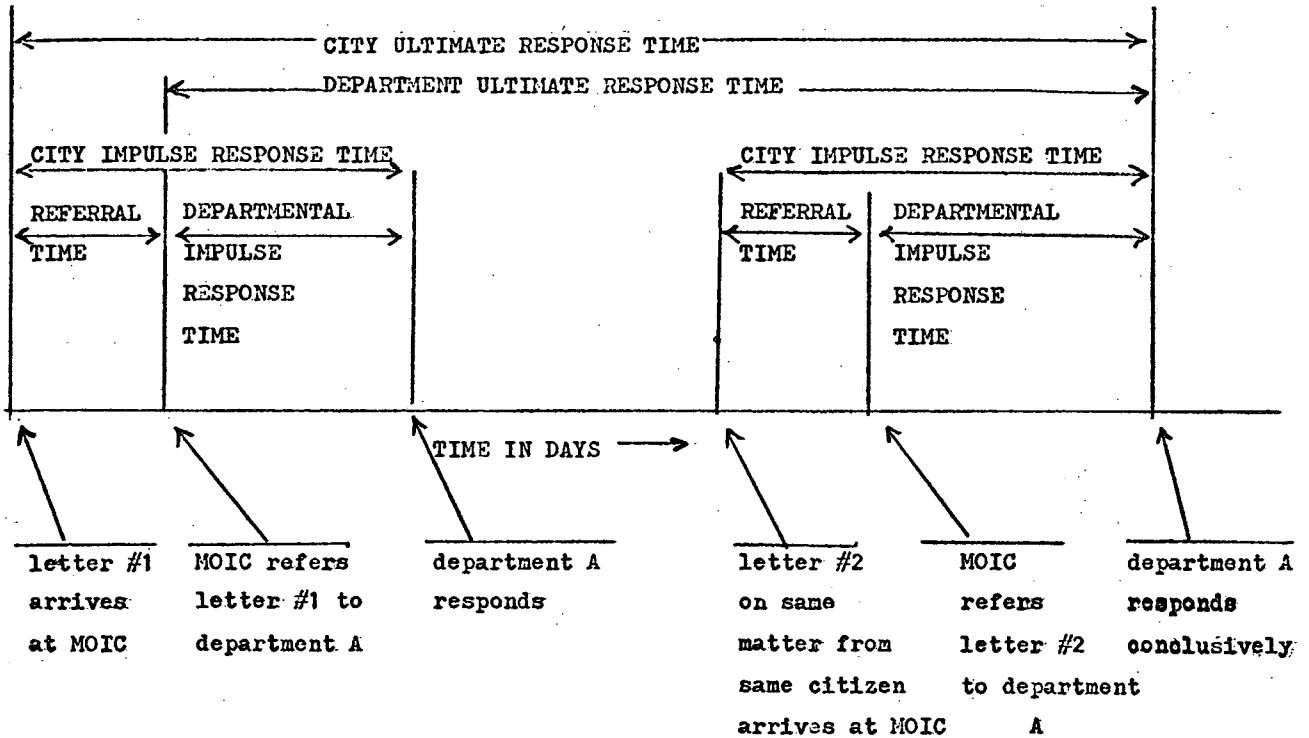 CITY ULTIMATE RESPONSE TIME
DEPARTMENT ULTIMATE RESPONSE TIME
CITY IMPULSE RESPONSE TIME
REFERRAL
TIME
DEPARTMENTAL
IMPULSE
RESPONSE
TIME
CITY IMPULSE RESPONSE TIME
REFERRAL
TIME
DEPARTMENTAL
IMPULSE
RESPONSE
TIME
TIME IN DAYS
letter #1
arrives
at MOIC
MOIC refers
letter #1 to
department A
department A
responds
letter #2
on same
matter from
same citizen
arrives at MOIC
MOIC
refers
letter #2
to department
A
department A
responds
conclusively